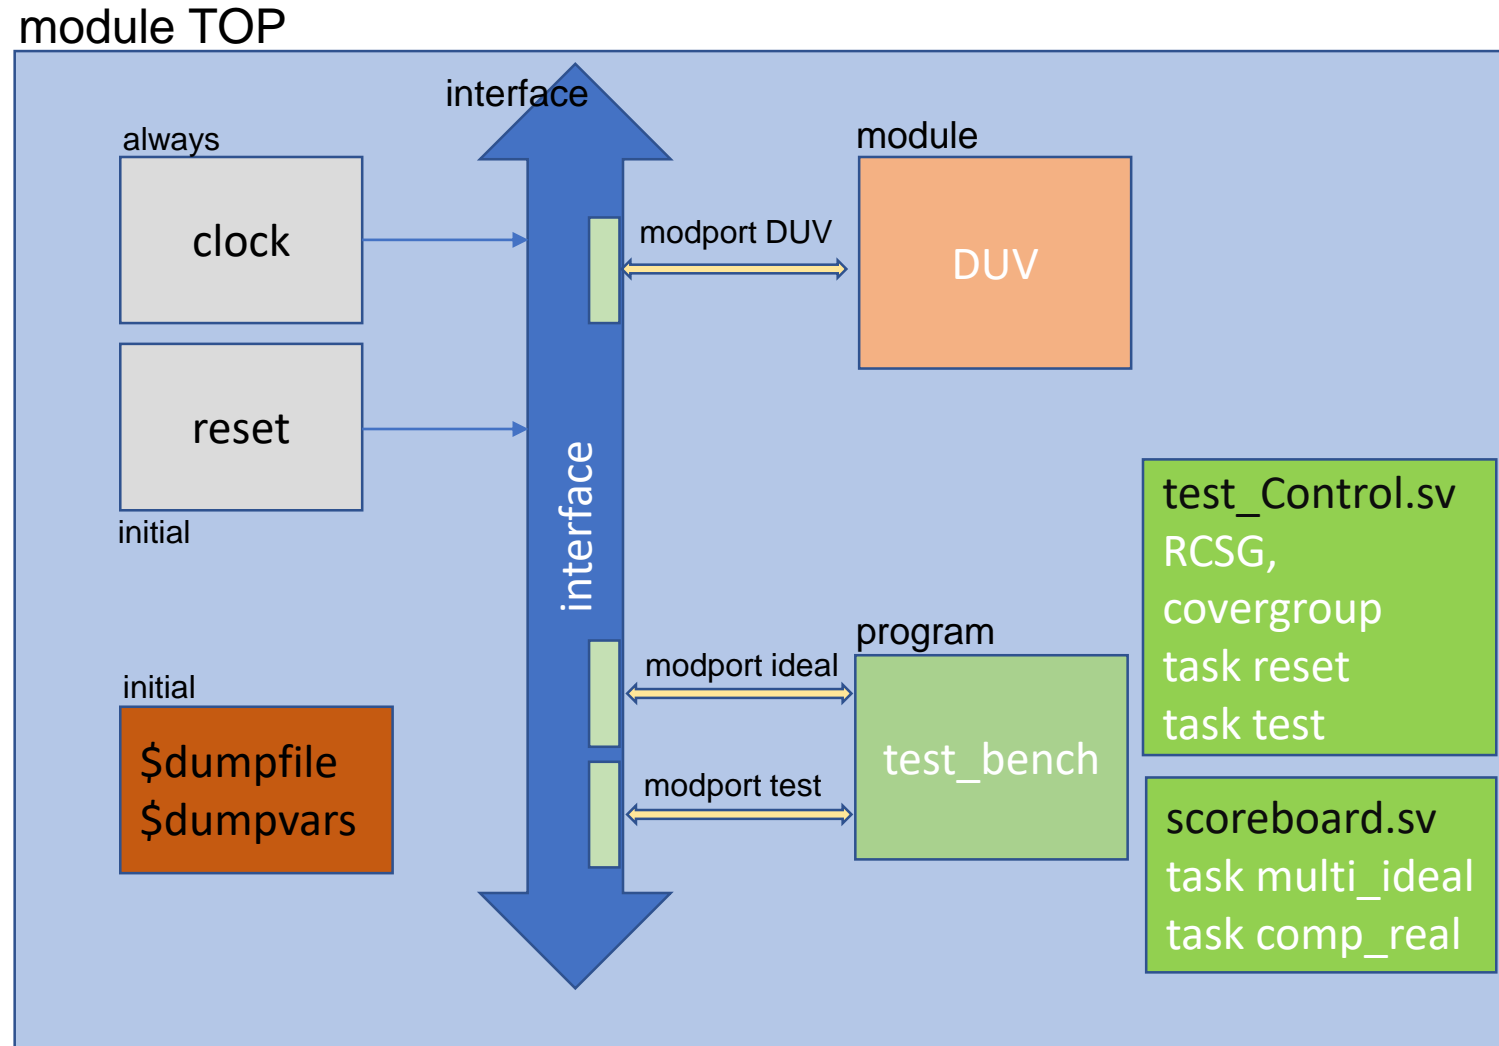 module TOP
interface
always
clock
reset
initial
initial
$dumpfile
$dumpvars
interface
modport DUV
module
DUV
modport ideal
modport test
program
test_bench
test_Control.sv
RCSG,
covergroup
task reset
task test
scoreboard.sv
task multi_ideal
task comp_real